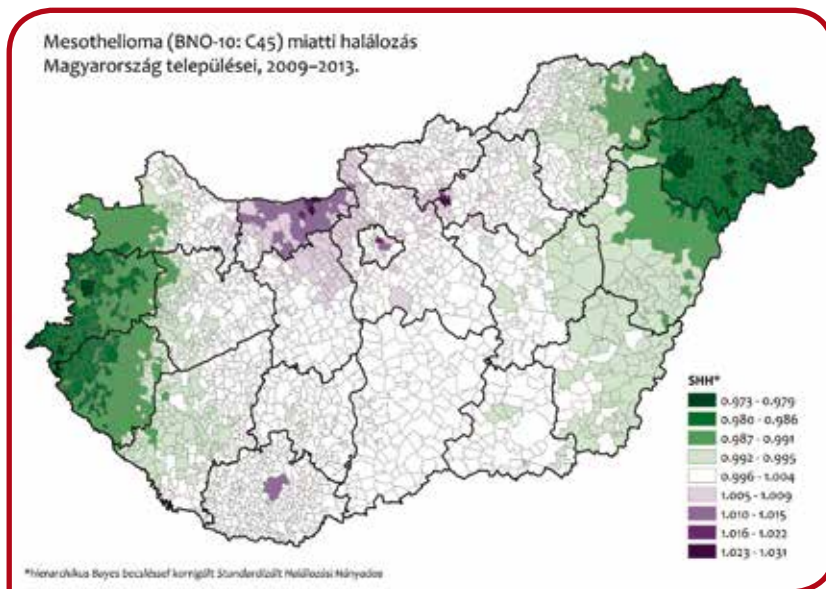 Mesothelioma (BNO-10: C45) miatti halálozás
Magyarország települései, 2009–2013.
SHH*
0.973 - 0.979
0.980 - 0.986
0.987 - 0.991
0.992 - 0.995
0.996 - 1.004
1.005 - 1.009
1.010 - 1.015
1.016 - 1.022
1.023 - 1.031
*hierarchikus Bayes becsléssel korrigált Standardizált Halálozási Hányados